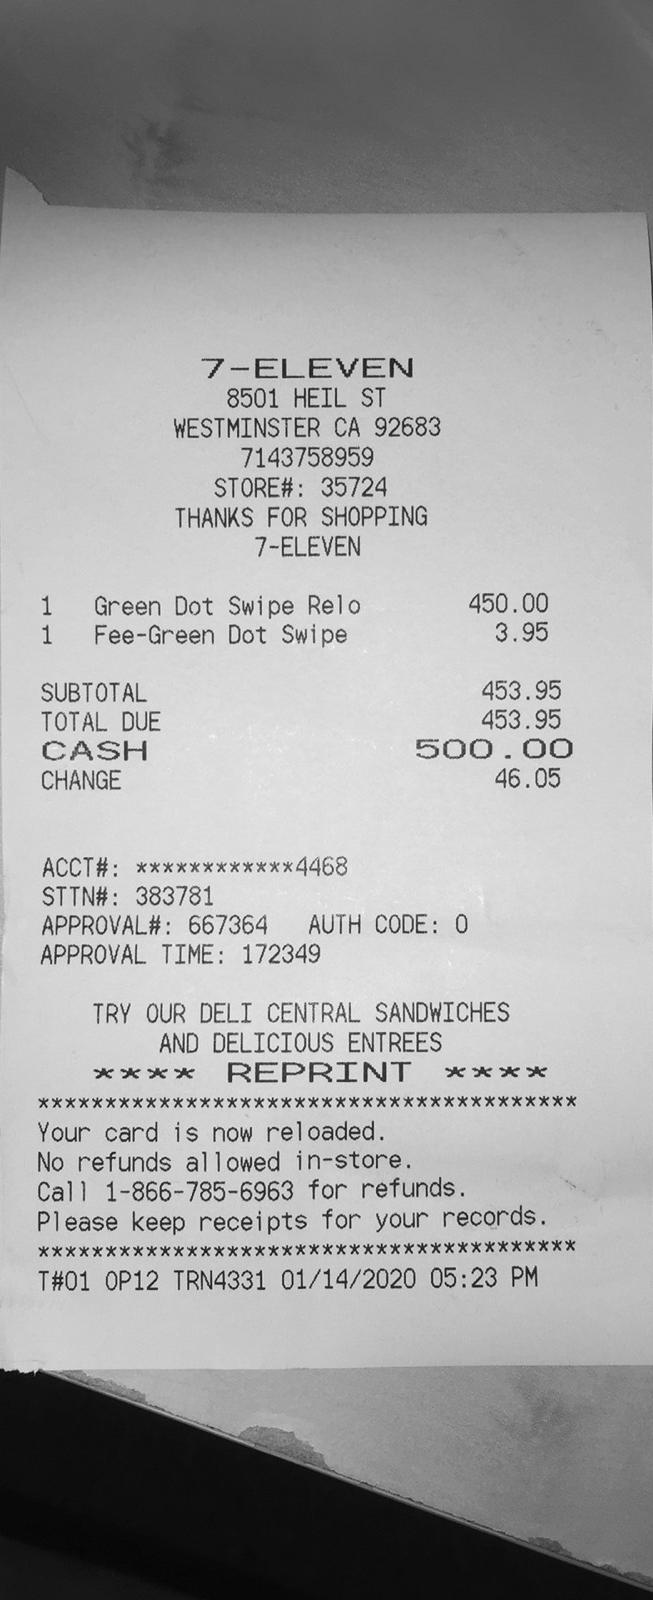 7-ELEVEN
8501 HEIL ST
WESTMINSTER CA 92683
7143758959
STORE#: 35724
THANKS FOR SHOPPING
7-ELEVEN
1 Green Dot Swipe Relo 450.00
1 Fee-Green Dot Swipe 3.95
SUBTOTAL 453.95
TOTAL DUE 453.95
CASH 500.00
CHANGE 46.05
ACCT#: ************4468
STTN#: 383781
APPROVAL#: 667364 AUTH CODE: 0
APPROVAL TIME: 172349
TRY OUR DELI CENTRAL SANDWICHES
AND DELICIOUS ENTREES
**** REPRINT ****
****************************************
Your card is now reloaded.
No refunds allowed in-store.
Call 1-866-785-6963 for refunds.
Please keep receipts for your records.
****************************************
T#01 OP12 TRN4331 01/14/2020 05:23 PM